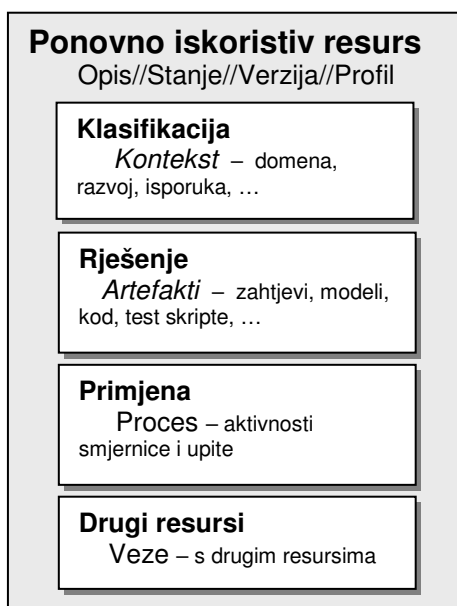 Ponovno iskoristiv resurs
Opis//Stanje//Verzija//Profil
Klasifikacija
Kontekst – domena,
razvoj, isporuka, …
Rješenje
Artefakti – zahtjevi, modeli,
kod, test skripte, …
Primjena
Proces – aktivnosti
smjernice i upite
Drugi resursi
Veze – s drugim resursima